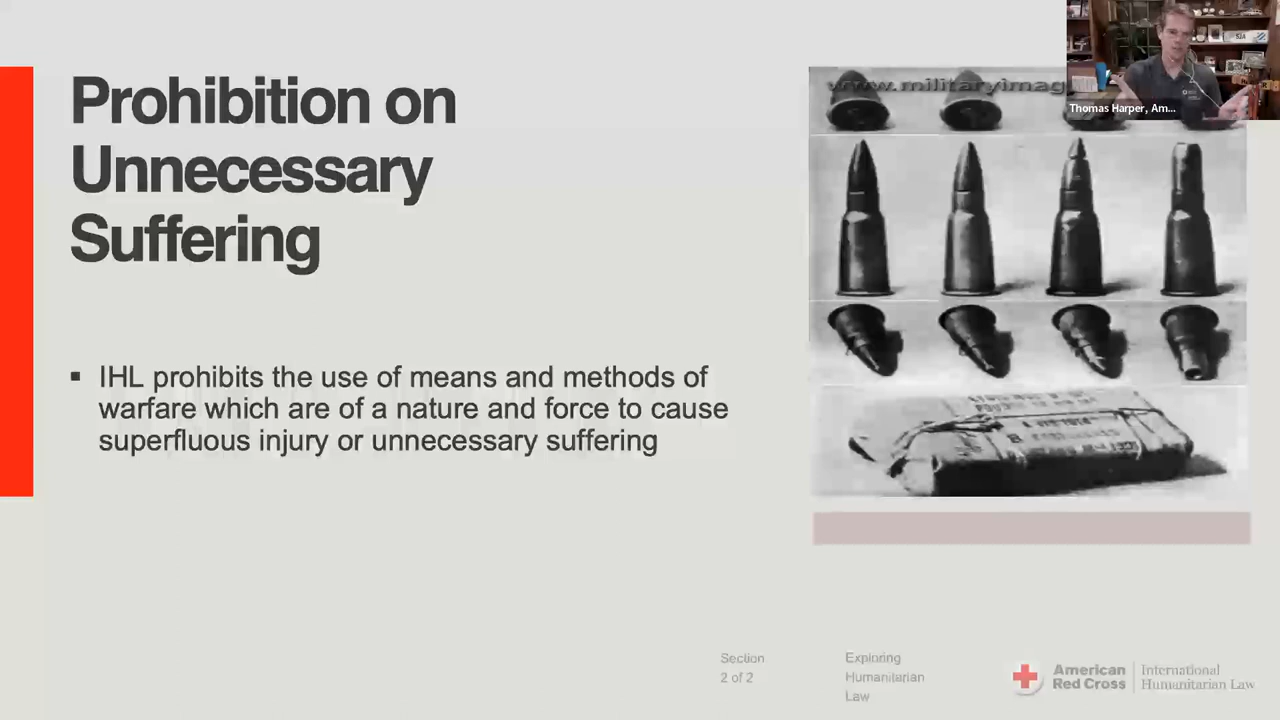 Prohibition on
Unnecessary
Suffering
▪ IHL prohibits the use of means and methods of
warfare which are of a nature and force to cause
superfluous injury or unnecessary suffering
www.militaryimag
Thomas Harper, Am...
Section
2 of 2
Exploring
Humanitarian
Law
American
Red Cross
International
Humanitarian Law